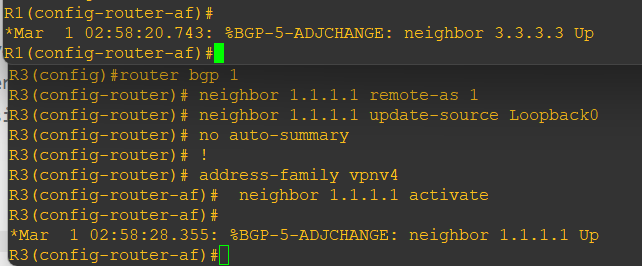 R1(config-router-af)#
*Mar  1 02:58:20.743: %BGP-5-ADJCHANGE: neighbor 3.3.3.3 Up
R1(config-router-af)#
R3(config)#router bgp 1
R3(config-router)# neighbor 1.1.1.1 remote-as 1
R3(config-router)# neighbor 1.1.1.1 update-source Loopback0
R3(config-router)# no auto-summary
R3(config-router)# !
R3(config-router)# address-family vpnv4
R3(config-router-af)#  neighbor 1.1.1.1 activate
R3(config-router-af)#
*Mar  1 02:58:28.355: %BGP-5-ADJCHANGE: neighbor 1.1.1.1 Up
R3(config-router-af)#